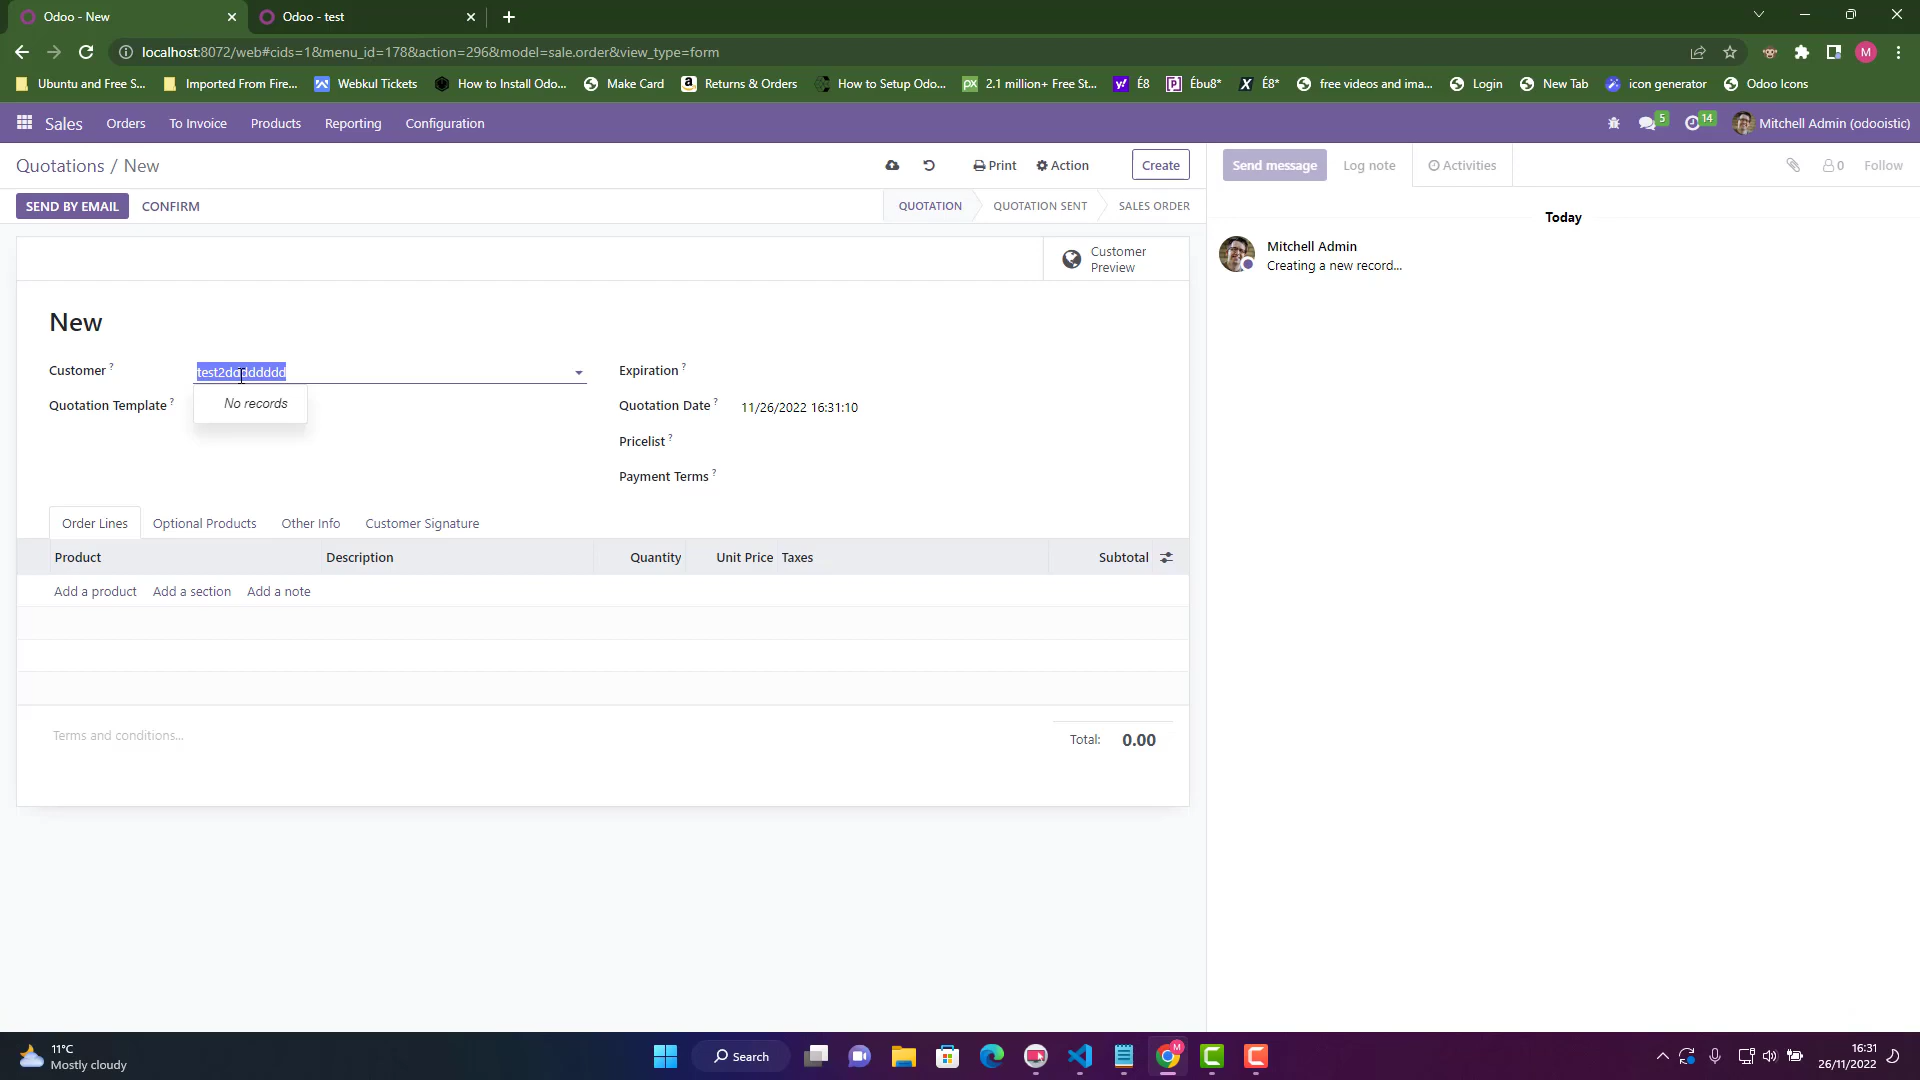 Odoo - New
Odoo - test
localhost:8072/web#cids=1&menu_id=178&action=296&model=sale.order&view_type=form
M
Ubuntu and Free S...
Imported From Fire...
Webkul Tickets
How to Install Odo...
Make Card
Returns & Orders
How to Setup Odo...
2.1 million+ Free St...
É8
Ébu8*
É8*
free videos and ima...
Login
New Tab
icon generator
Odoo Icons
Sales
Orders
To Invoice
Products
Reporting
Configuration
5
14
Mitchell Admin (odooistic)
Quotations / New
Print
Action
Create
Send message
Log note
Activities
0
Follow
SEND BY EMAIL
CONFIRM
QUOTATION
QUOTATION SENT
SALES ORDER
Today
Mitchell Admin
Creating a new record...
Customer
Preview
New
Customer ?
Expiration ?
No records
Quotation Template ?
Quotation Date ?
11/26/2022 16:31:10
Pricelist ?
Payment Terms ?
Order Lines
Optional Products
Other Info
Customer Signature
Product
Description
Quantity
Unit Price
Taxes
Subtotal
Add a product
Add a section
Add a note
Terms and conditions...
Total:
0.00
11°C
Mostly cloudy
Search
16:31
26/11/2022